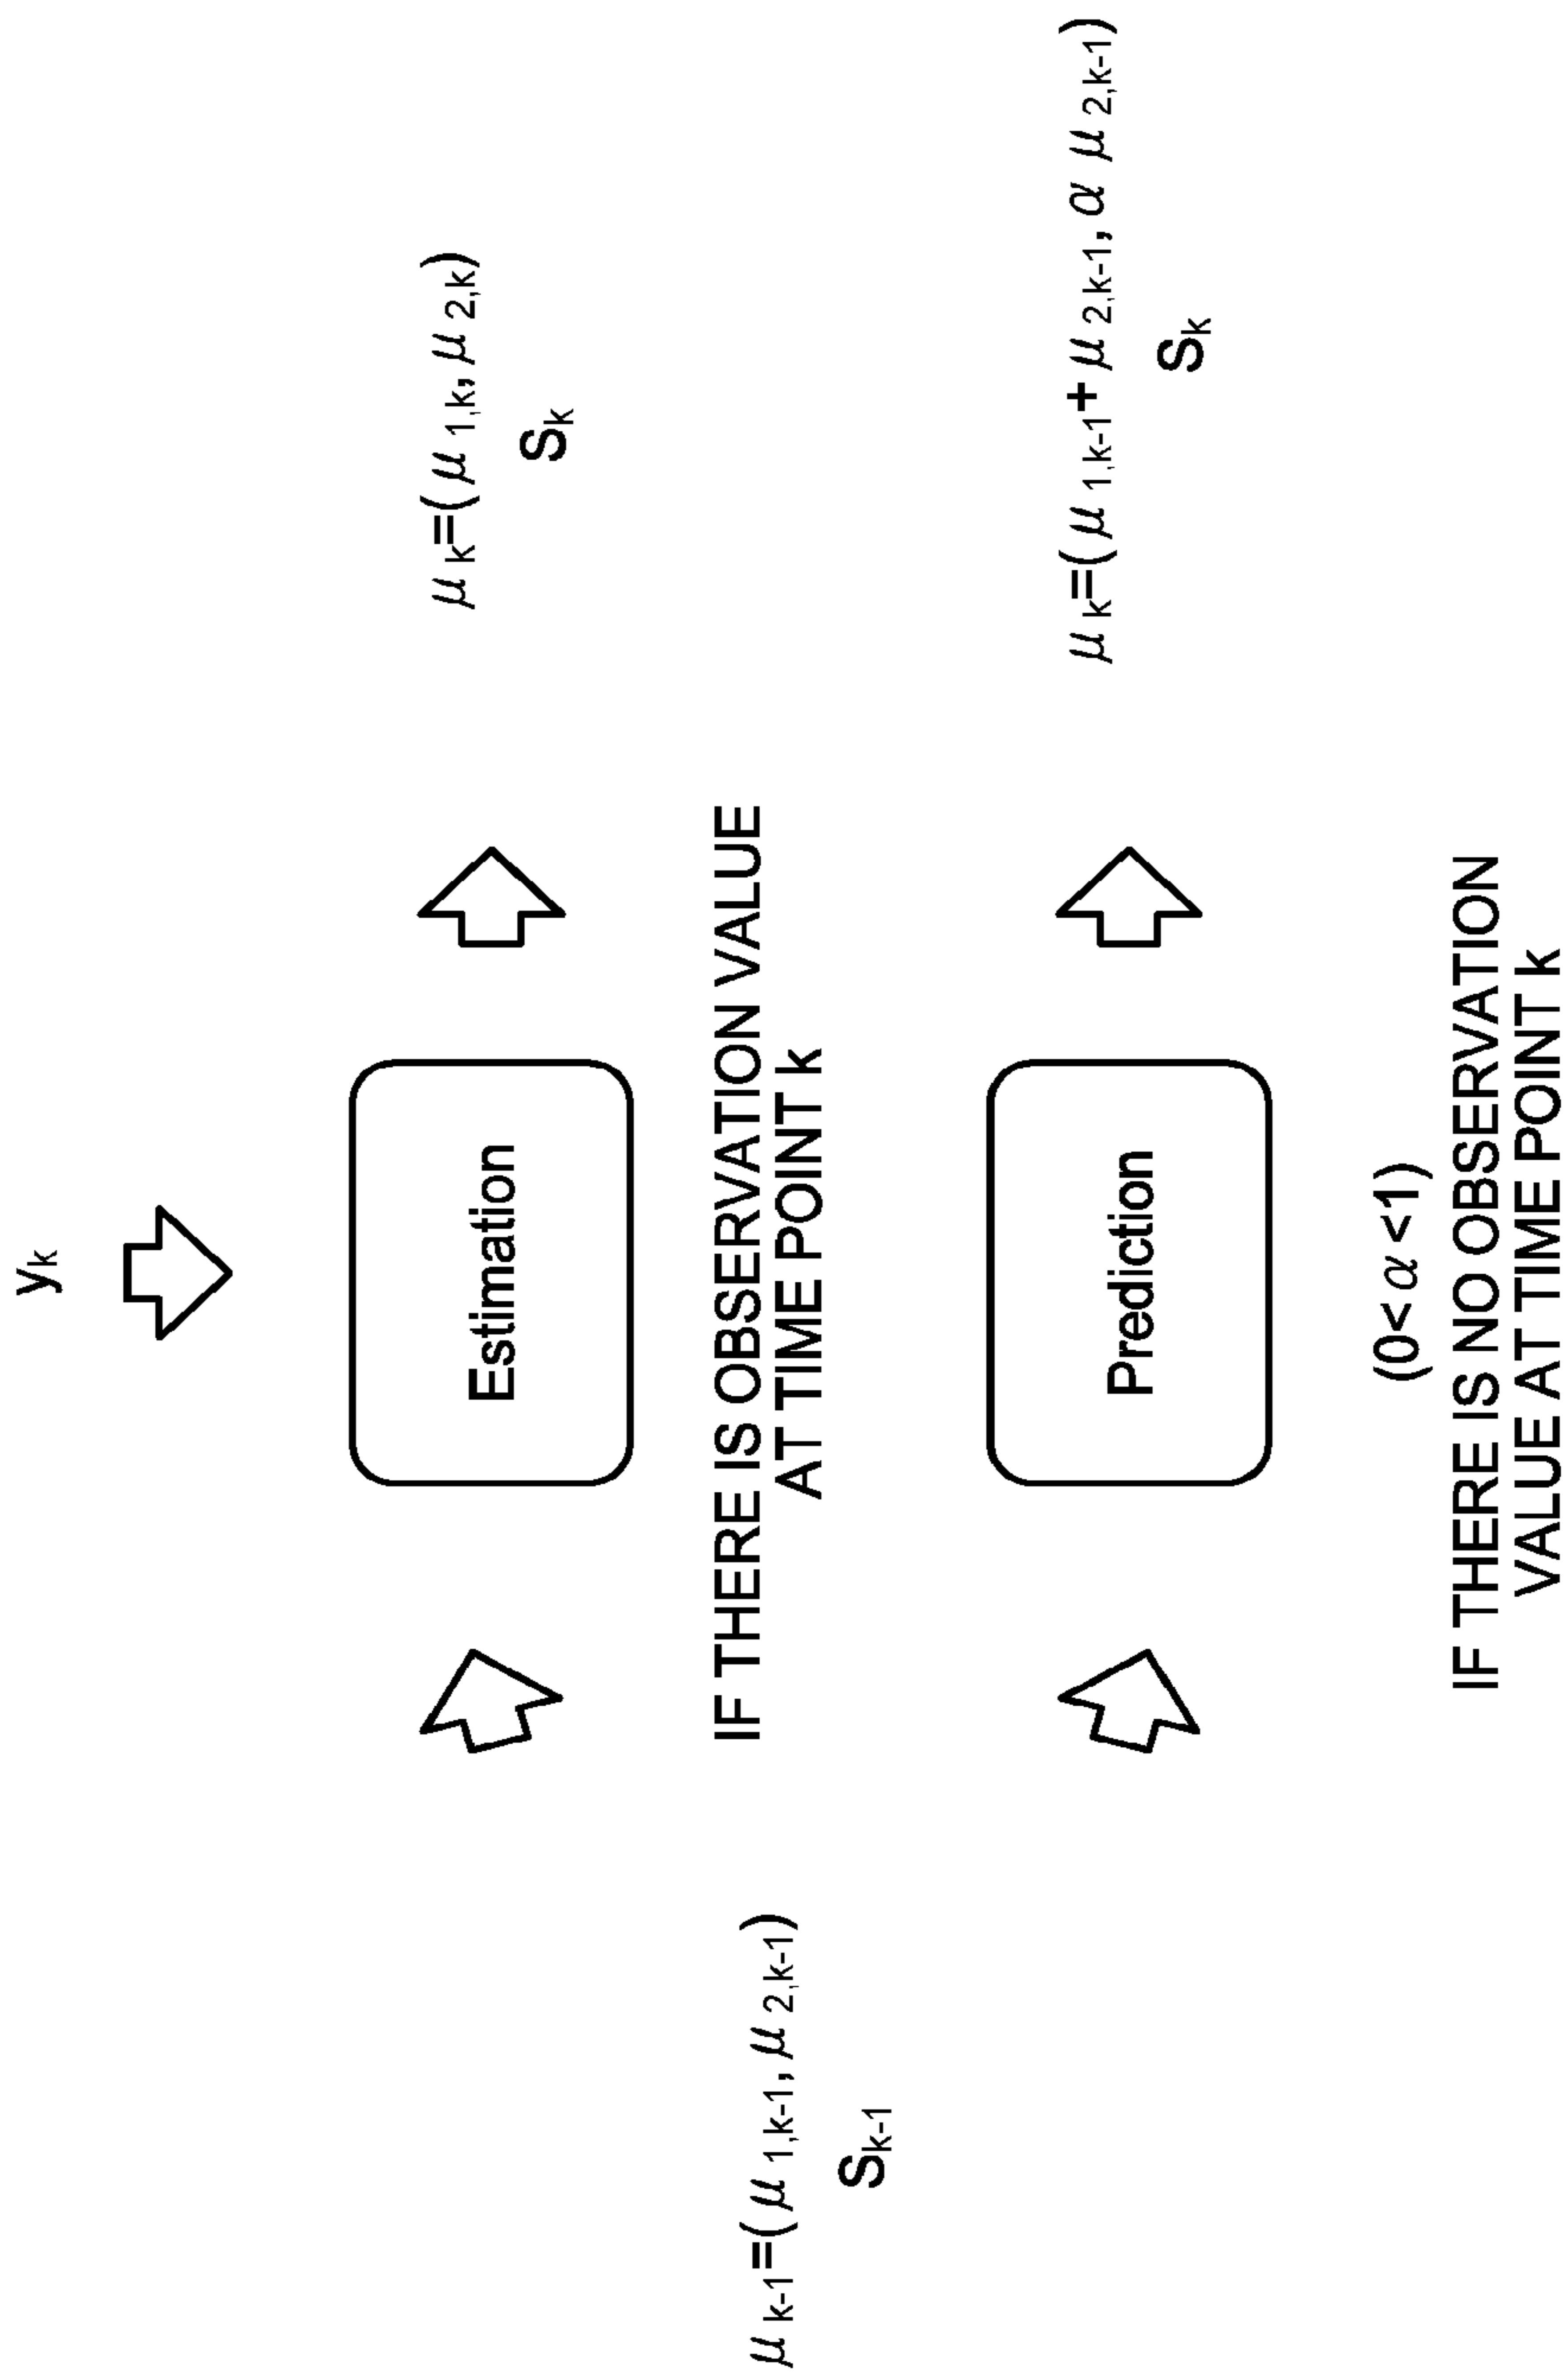 yk
μk-1=(μ1,k-1,μ2,k-1)
Sk-1
Estimation
μk=(μ1,k,μ2,k)
Sk
IF THERE IS OBSERVATION VALUE
AT TIME POINT k
Prediction
μk=(μ1,k-1+μ2,k-1,α μ2,k-1)
Sk
(0<α<1)
IF THERE IS NO OBSERVATION
VALUE AT TIME POINT k